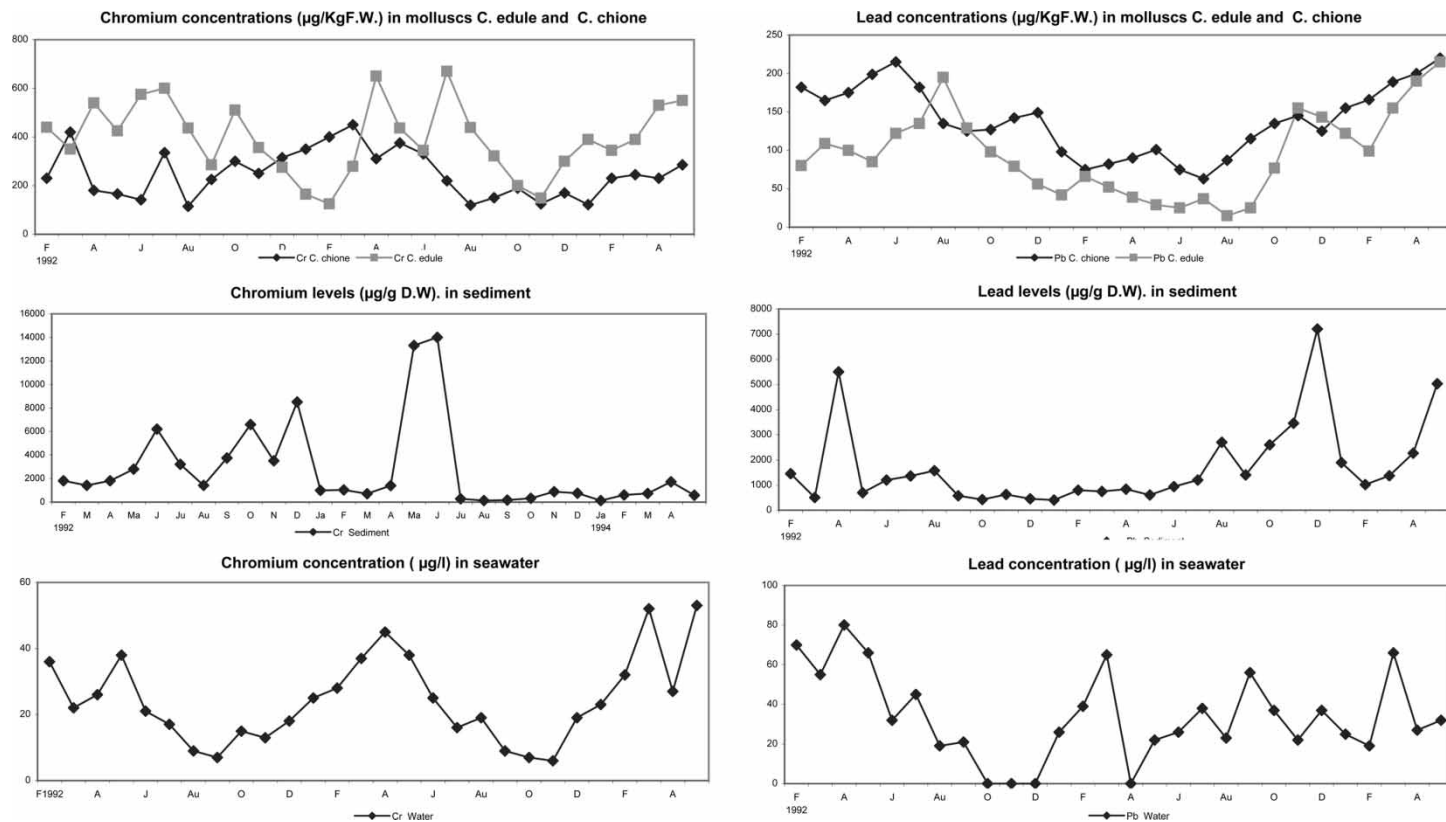 Chromium concentrations (µg/KgF.W.) in molluscs C. edule and C. chione
800
600
400
200
0
F A J Au O D F A J Au O D F A
1992
Cr C. chione Cr C. edule
Lead concentrations (µg/KgF.W.) in molluscs C. edule and C. chione
250
200
150
100
50
0
F A J Au O D F A J Au O D F A
1992
Pb C. chione Pb C. edule
Chromium levels (µg/g D.W). in sediment
16000
14000
12000
10000
8000
6000
4000
2000
0
F M A Ma J Ju Au S O N D Ja F M A Ma J Ju Au S O N D Ja F M A
1992 1994
Cr Sediment
Lead levels (µg/g D.W). in sediment
8000
7000
6000
5000
4000
3000
2000
1000
0
F A J Au O D F A J Au O D F A
1992
Pb Sediment
Chromium concentration ( µg/l) in seawater
60
40
20
0
F1992 A J Au O D F A J Au O D F A
Cr Water
Lead concentration ( µg/l) in seawater
100
80
60
40
20
0
F A J Au O D F A J Au O D F A
1992
Pb Water